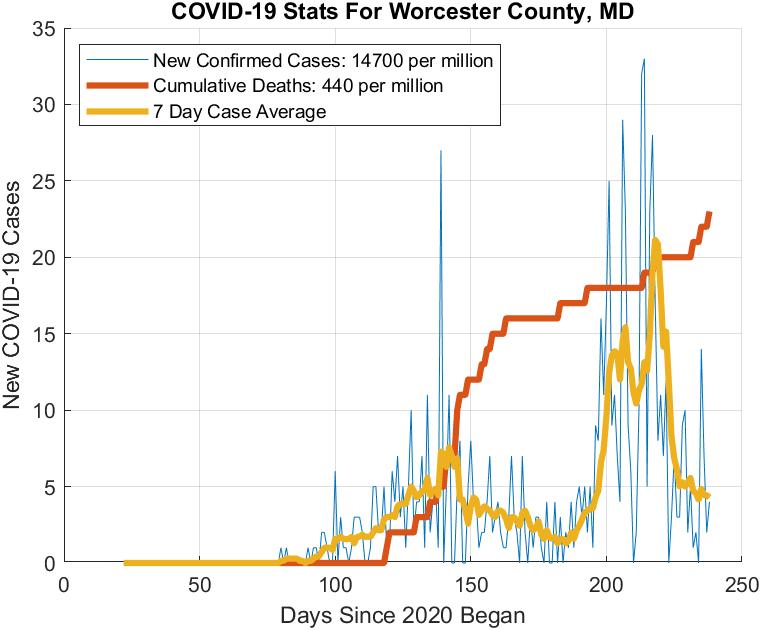 COVID-19 Stats For Worcester County, MD
New Confirmed Cases: 14700 per million
Cumulative Deaths: 440 per million
7 Day Case Average
New COVID-19 Cases
35
30
25
20
15
10
5
0
0 50 100 150 200 250
Days Since 2020 Began